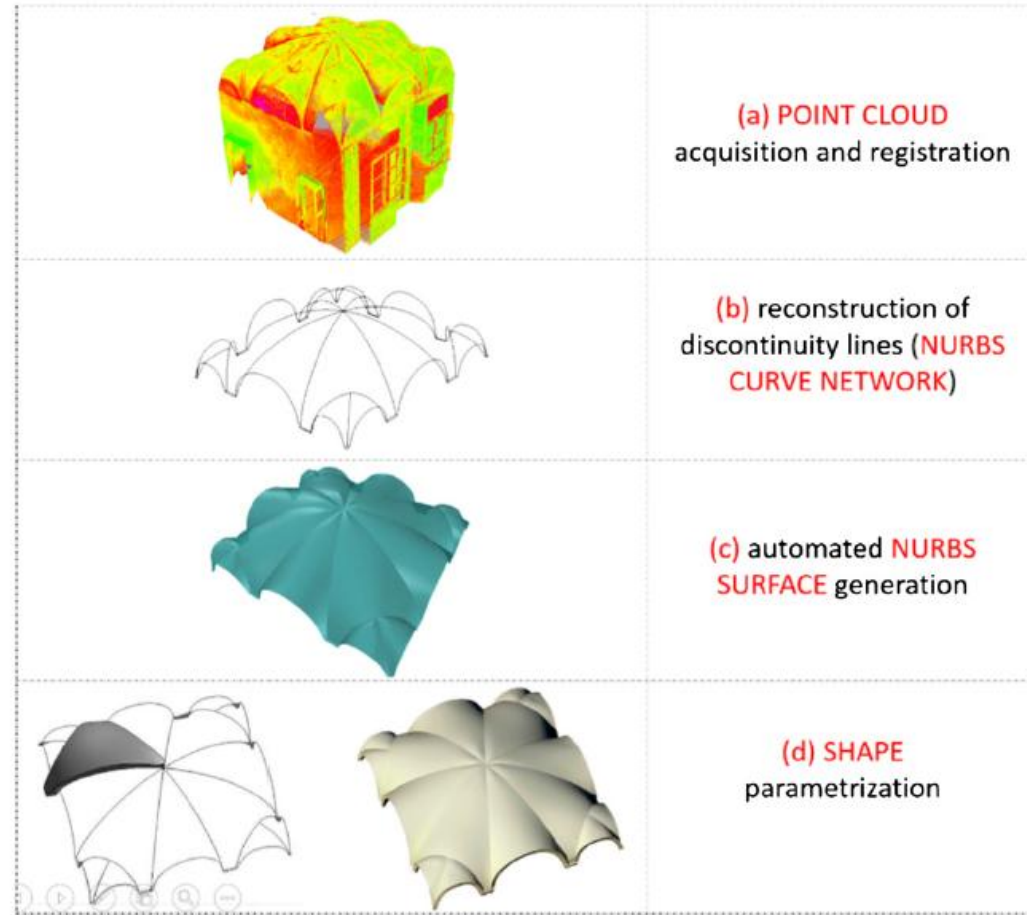 (a) POINT CLOUD
acquisition and registration
(b) reconstruction of
discontinuity lines (NURBS
CURVE NETWORK)
(c) automated NURBS
SURFACE generation
(d) SHAPE
parametrization